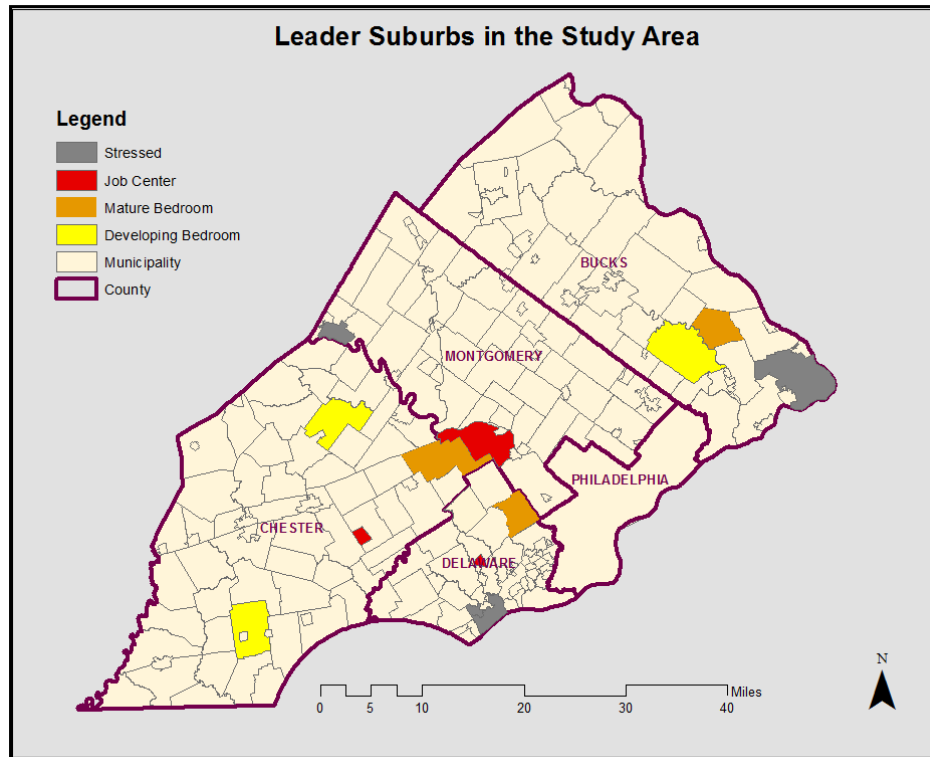 Leader Suburbs in the Study Area
Legend
Stressed
Job Center
Mature Bedroom
Developing Bedroom
Municipality
County
BUCKS
MONTGOMERY
PHILADELPHIA
CHESTER
DELAWARE
N
Miles
0 5 10 20 30 40